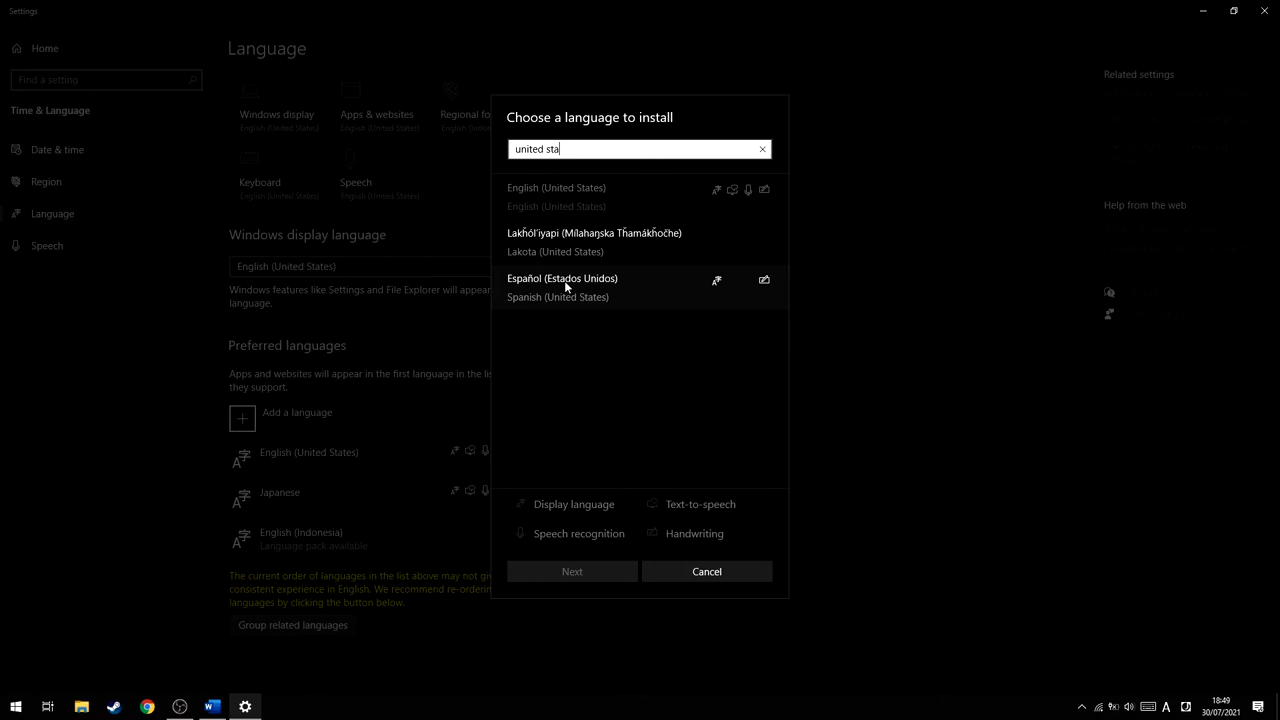 Settings
Home
Find a setting
Time & Language
Date & time
Region
Language
Speech
Language
Windows display
English (United States)
Apps & websites
English (United States)
Regional fo
Keyboard
English (United States)
Speech
English (United States)
Windows display language
English (United States)
Windows features like Settings and File Explorer will appear
language.
Preferred languages
Apps and websites will appear in the first language in the lis
they support.
Add a language
English (United States)
Japanese
English (Indonesia)
Language pack available
The current order of languages in the list above may not gi
consistent experience in English. We recommend re-ordering
languages by clicking the button below.
Group related languages
Choose a language to install
united sta
English (United States)
English (United States)
Lakȟólʼiyapi (Mílahaŋska Tȟamákȟočhe)
Lakota (United States)
Español (Estados Unidos)
Spanish (United States)
Display language
Text-to-speech
Speech recognition
Handwriting
Next
Cancel
Related settings
Help from the web
18:49
30/07/2021